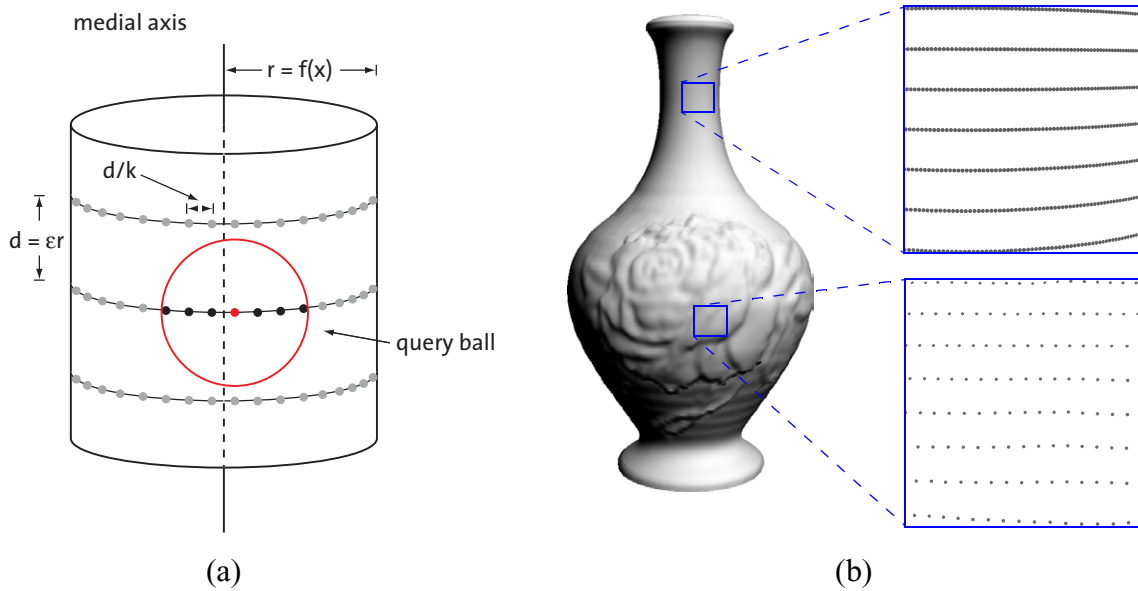 medial axis
r = f(x)
d/k
d = εr
query ball
(a)
(b)